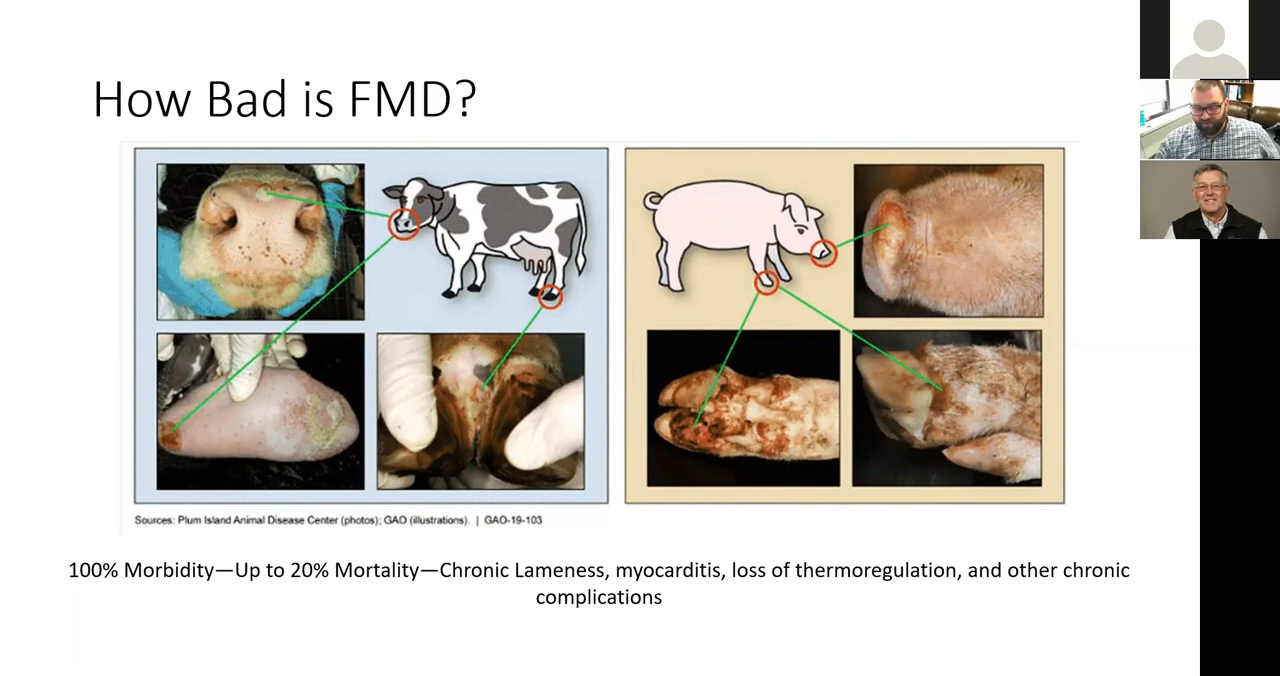 How Bad is FMD?
Sources: Plum Island Animal Disease Center (photos); GAO (illustrations). | GAO-19-103
100% Morbidity—Up to 20% Mortality—Chronic Lameness, myocarditis, loss of thermoregulation, and other chronic
complications